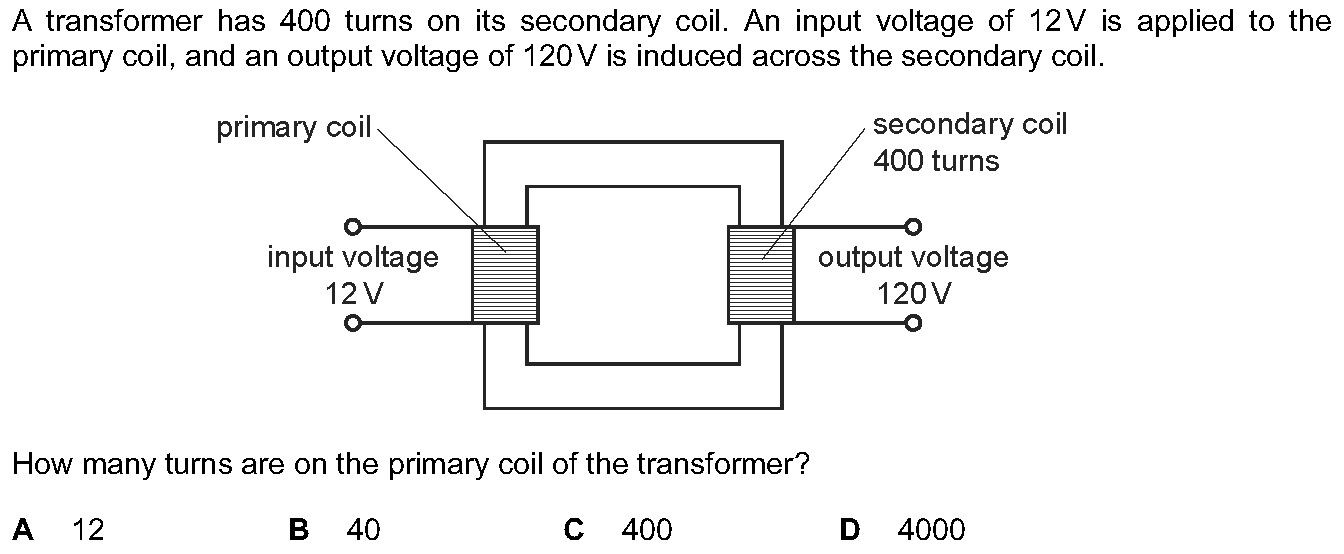 A transformer has 400 turns on its secondary coil. An input voltage of 12 V is applied to the
primary coil, and an output voltage of 120 V is induced across the secondary coil.
primary coil
secondary coil
400 turns
input voltage
12 V
output voltage
120 V
How many turns are on the primary coil of the transformer?
A 12 B 40 C 400 D 4000